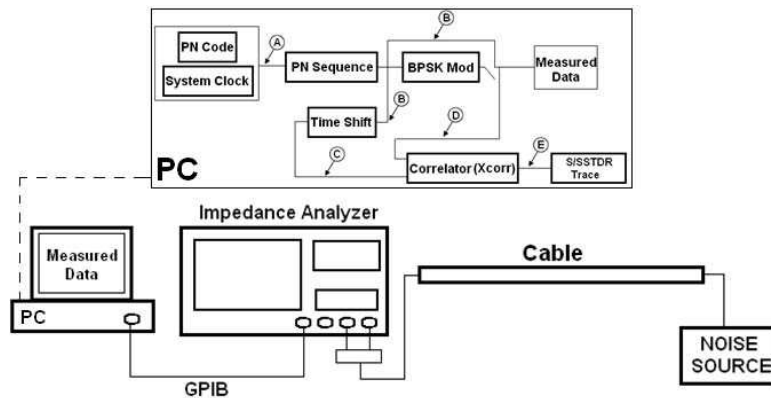 PN Code
System Clock
A
PN Sequence
B
BPSK Mod
Measured
Data
Time Shift
B
D
C
Correlator (Xcorr)
E
S/SSTDR
Trace
PC
Impedance Analyzer
Measured
Data
PC
GPIB
Cable
NOISE
SOURCE